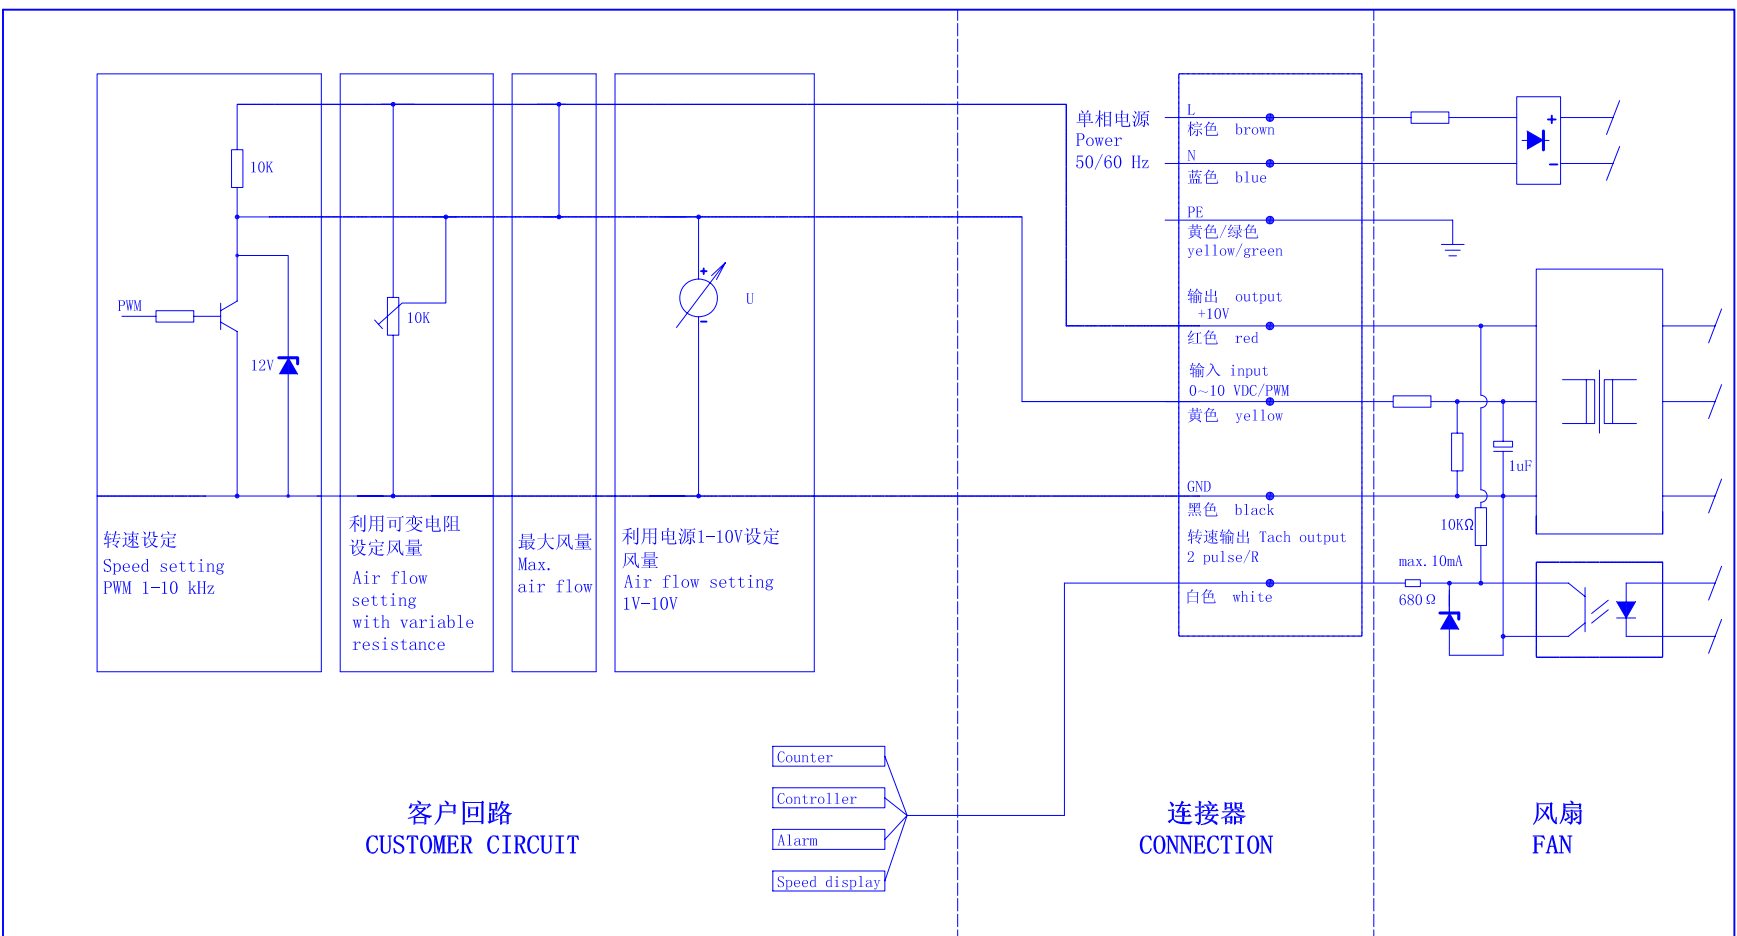 10K
PWM
12V
转速设定
Speed setting
PWM 1-10 kHz
10K
利用可变电阻
设定风量
Air flow
setting
with variable
resistance
最大风量
Max.
air flow
+
U
-
利用电源1-10V设定
风量
Air flow setting
1V-10V
单相电源
Power
50/60 Hz
L
棕色 brown
N
蓝色 blue
PE
黄色/绿色
yellow/green
输出 output
+10V
红色 red
输入 input
0~10 VDC/PWM
黄色 yellow
GND
黑色 black
转速输出 Tach output
2 pulse/R
白色 white
+
-
1uF
10KΩ
max.10mA
680Ω
Counter
Controller
Alarm
Speed display
客户回路
CUSTOMER CIRCUIT
连接器
CONNECTION
风扇
FAN